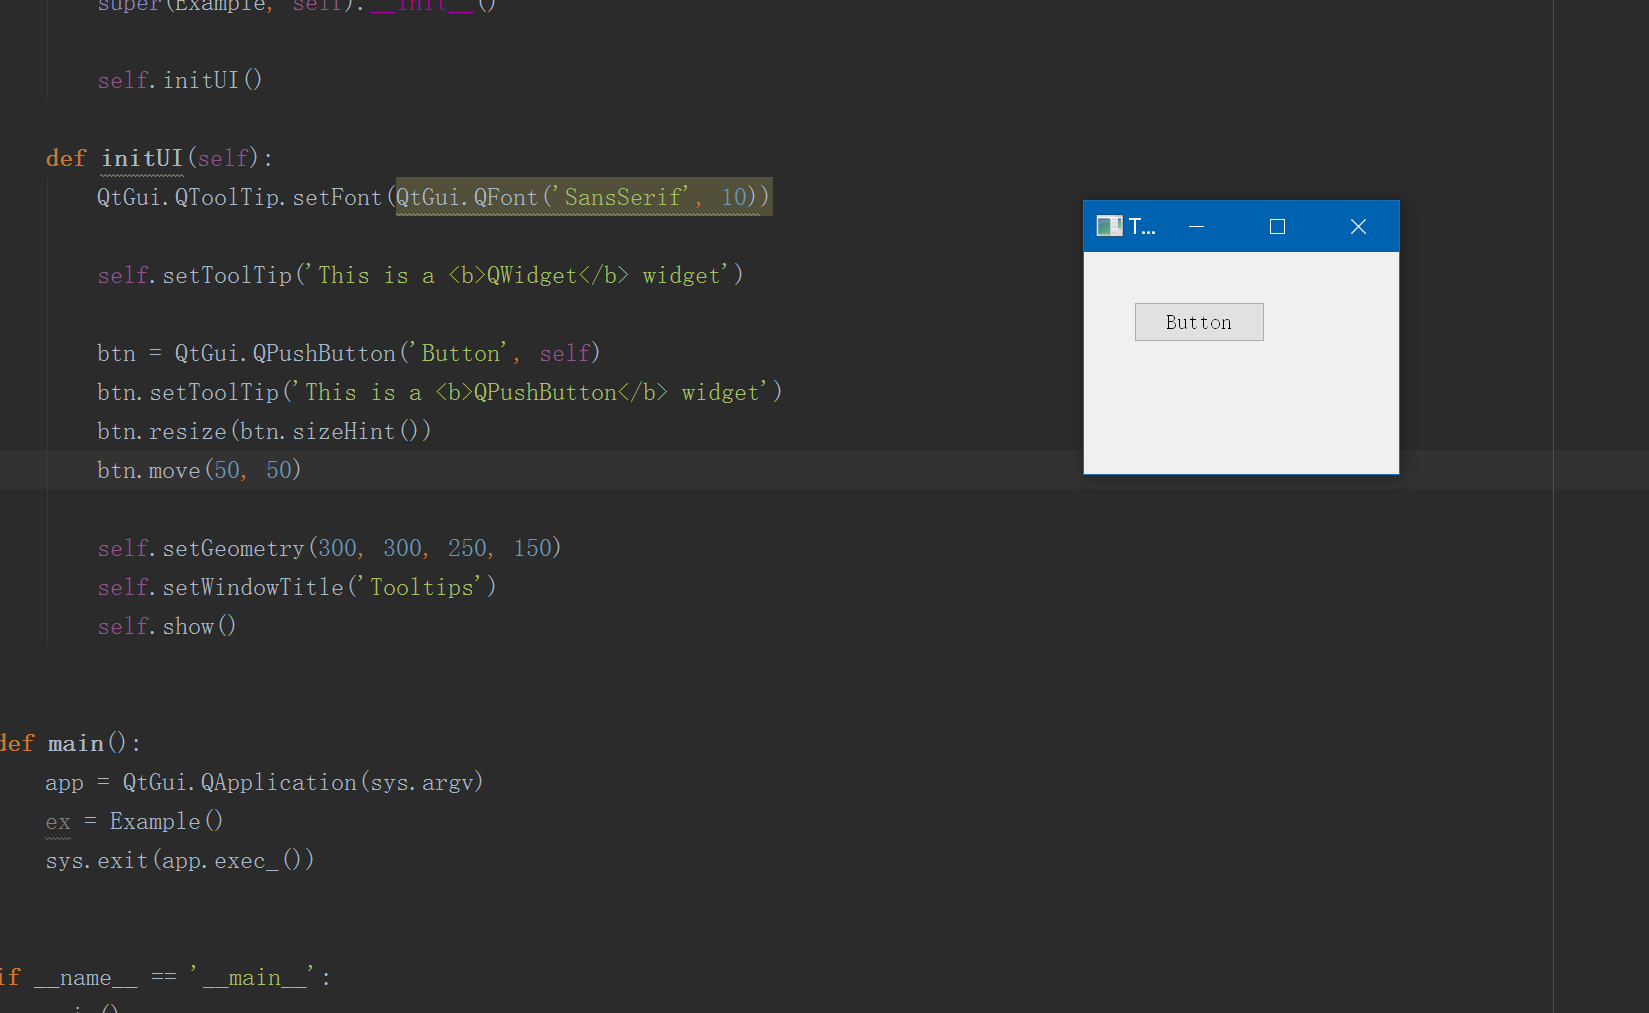 super(Example, self).__init__()
self.initUI()
def initUI(self):
QtGui.QToolTip.setFont(QtGui.QFont('SansSerif', 10))
self.setToolTip('This is a <b>QWidget</b> widget')
btn = QtGui.QPushButton('Button', self)
btn.setToolTip('This is a <b>QPushButton</b> widget')
btn.resize(btn.sizeHint())
btn.move(50, 50)
self.setGeometry(300, 300, 250, 150)
self.setWindowTitle('Tooltips')
self.show()
def main():
app = QtGui.QApplication(sys.argv)
ex = Example()
sys.exit(app.exec_())
if __name__ == '__main__':
T...
Button